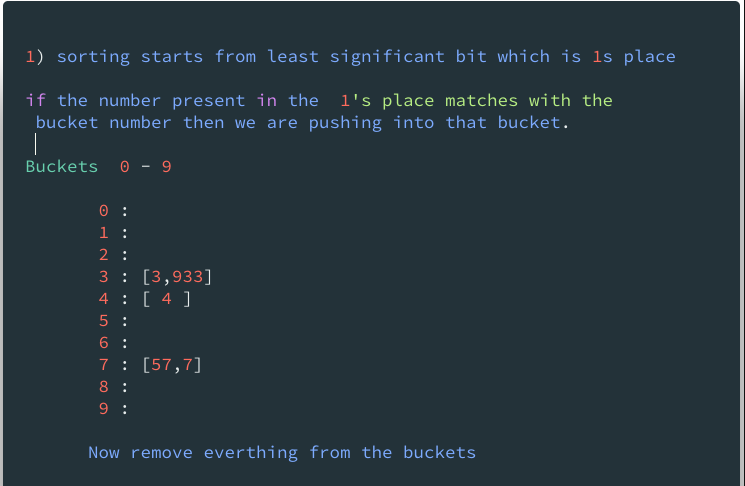 1) sorting starts from least significant bit which is 1s place
if the number present in the 1's place matches with the
bucket number then we are pushing into that bucket.
Buckets 0 - 9
0 :
1 :
2 :
3 : [3,933]
4 : [ 4 ]
5 :
6 :
7 : [57,7]
8 :
9 :
Now remove everthing from the buckets